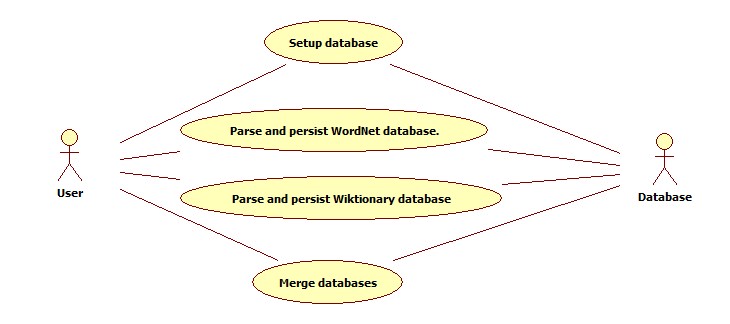 Setup database
Parse and persist WordNet database.
User
Database
Parse and persist Wiktionary database
Merge databases